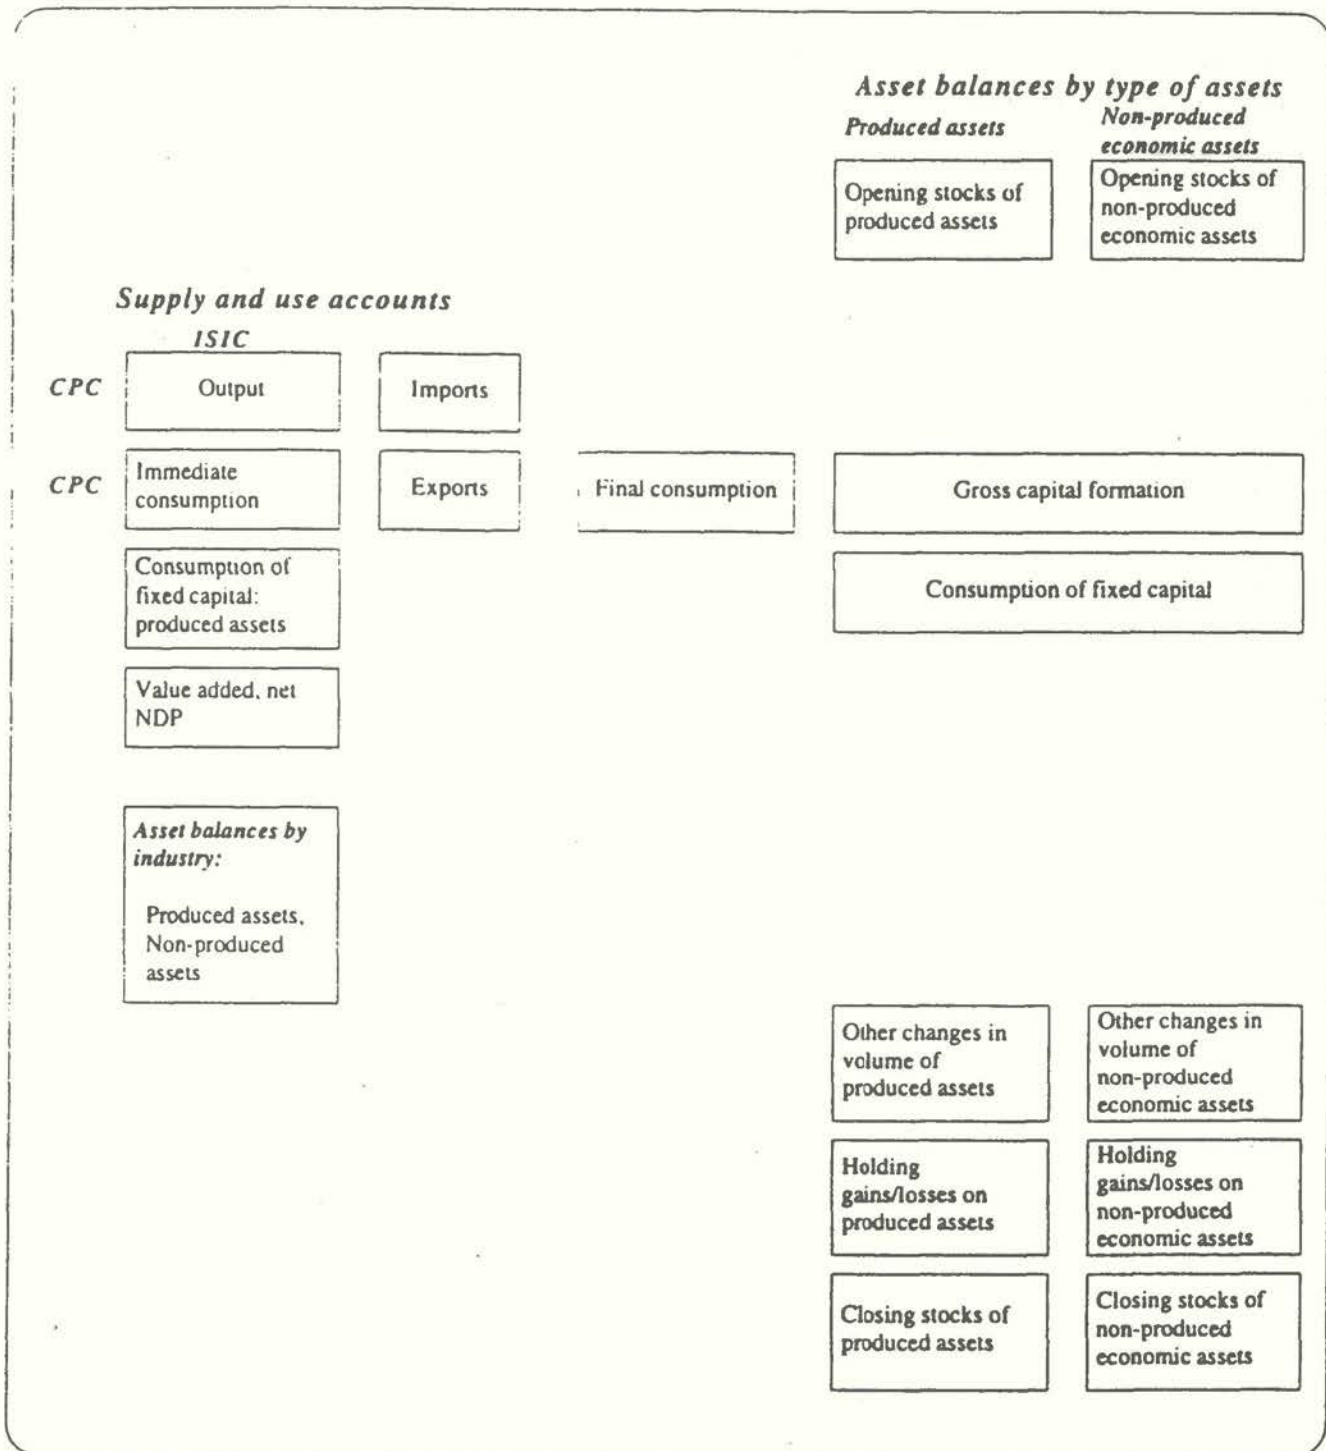 Asset balances by type of assets
Produced assets
Non-produced
economic assets
Opening stocks of
produced assets
Opening stocks of
non-produced
economic assets
Supply and use accounts
ISIC
CPC
Output
Imports
CPC
Immediate
consumption
Exports
Final consumption
Gross capital formation
Consumption of
fixed capital:
produced assets
Consumption of fixed capital
Value added, net
NDP
Asset balances by
industry:
Produced assets,
Non-produced
assets
Other changes in
volume of
produced assets
Other changes in
volume of
non-produced
economic assets
Holding
gains/losses on
produced assets
Holding
gains/losses on
non-produced
economic assets
Closing stocks of
produced assets
Closing stocks of
non-produced
economic assets